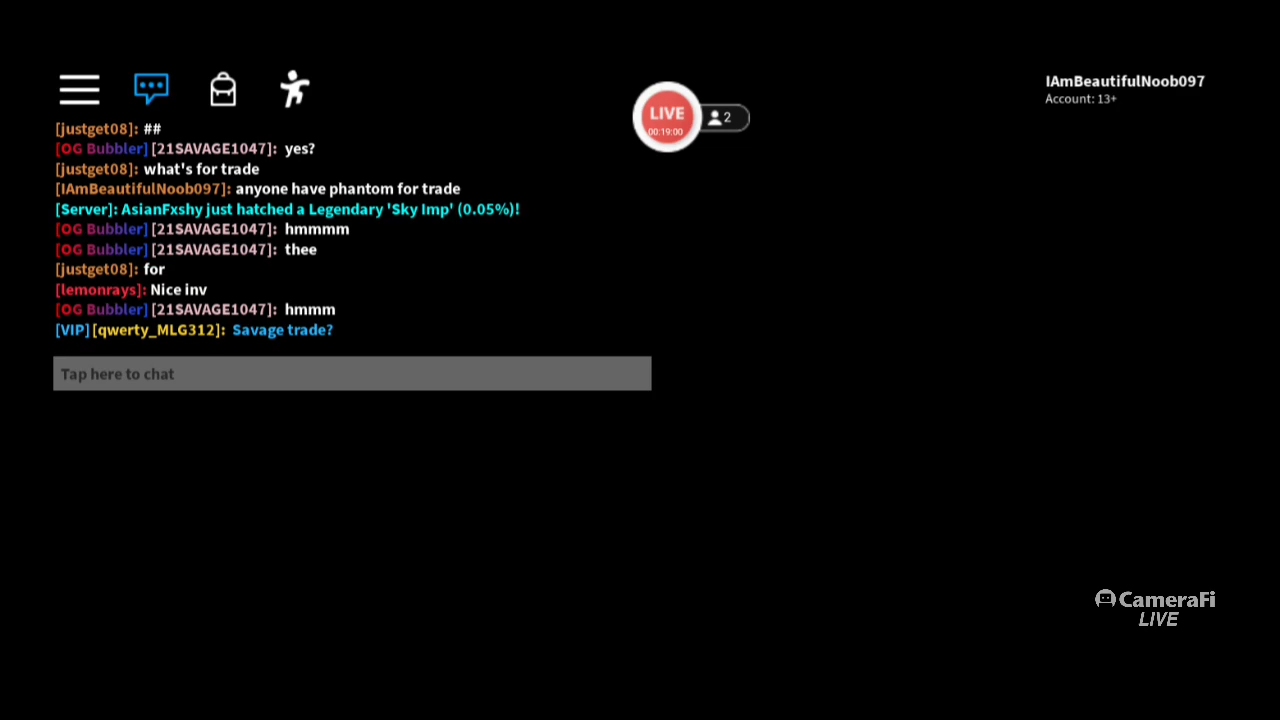 IAmBeautifulNoob097
Account: 13+
LIVE
00:19:00
2
[justget08]: ##
[OG Bubbler][21SAVAGE1047]: yes?
[justget08]: what's for trade
[IAmBeautifulNoob097]: anyone have phantom for trade
[Server]: AsianFxshy just hatched a Legendary 'Sky Imp' (0.05%)!
[OG Bubbler][21SAVAGE1047]: hmmmm
[OG Bubbler][21SAVAGE1047]: thee
[justget08]: for
[lemonrays]: Nice inv
[OG Bubbler][21SAVAGE1047]: hmmm
[VIP][qwerty_MLG312]: Savage trade?
Tap here to chat
CameraFi
LIVE